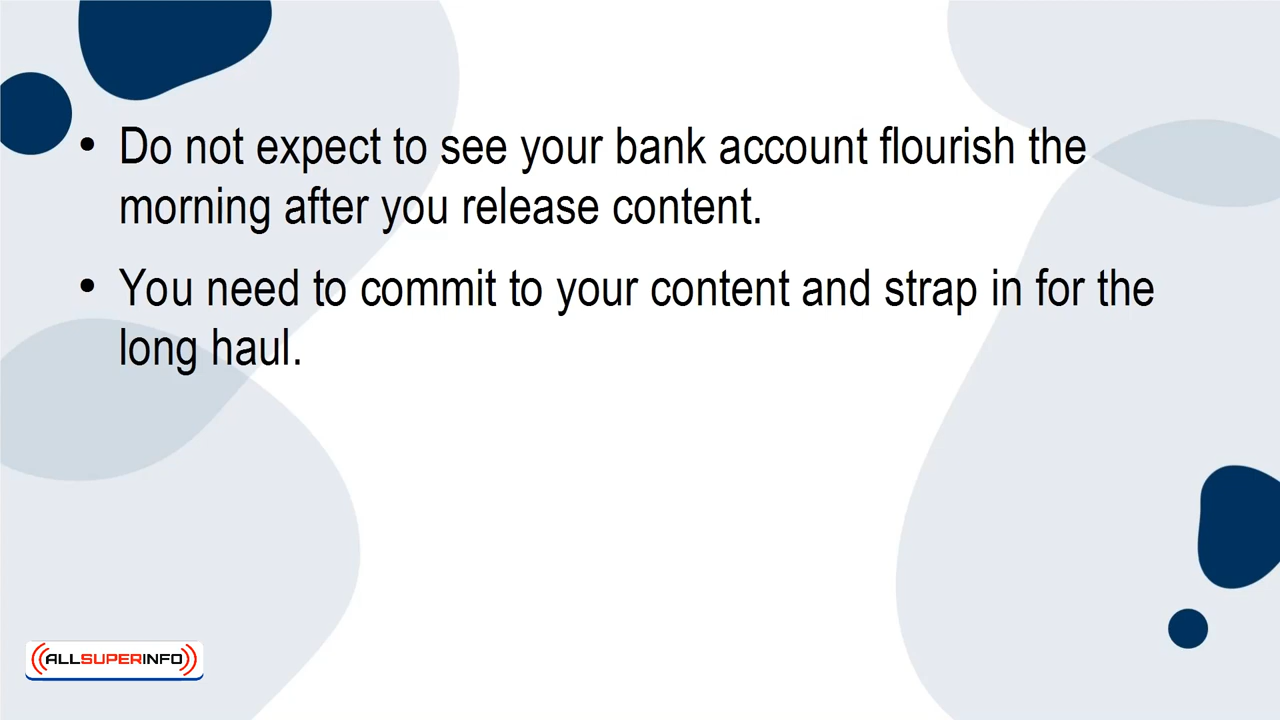 • Do not expect to see your bank account flourish the
morning after you release content.
• You need to commit to your content and strap in for the
long haul.
ALLSUPERINFO